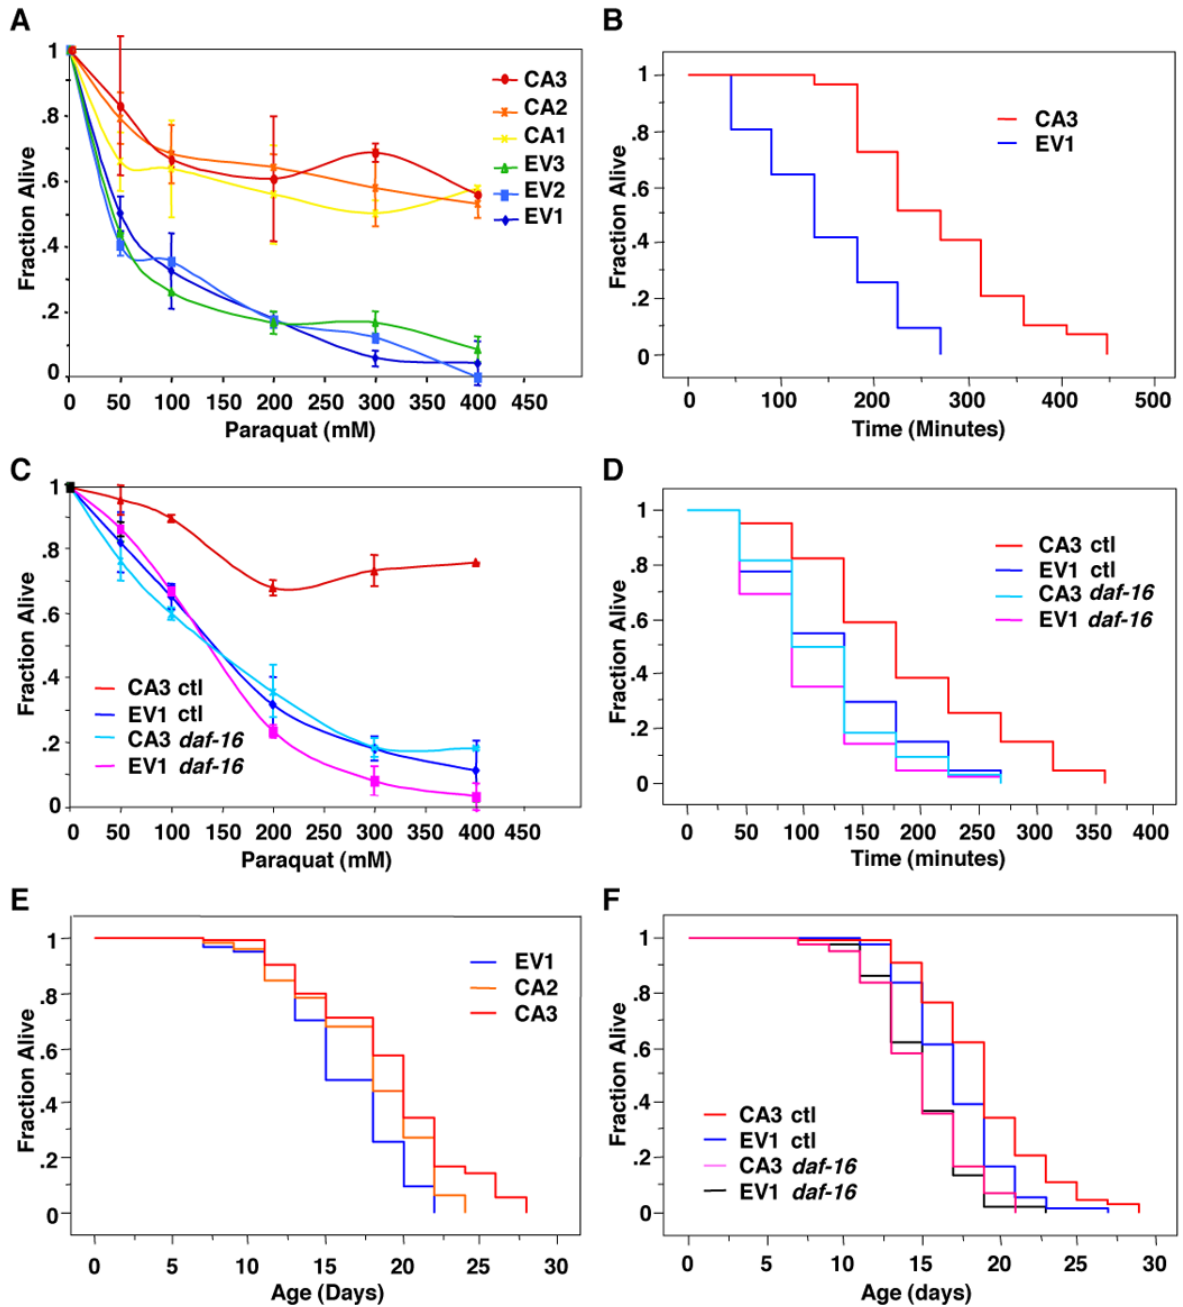 A
1
.8
.6
.4
.2
0
Fraction Alive
0 50 100 150 200 250 300 350 400 450
Paraquat (mM)
CA3
CA2
CA1
EV3
EV2
EV1
B
1
.8
.6
.4
.2
0
Fraction Alive
0 100 200 300 400 500
Time (Minutes)
CA3
EV1
C
1
.8
.6
.4
.2
0
Fraction Alive
0 50 100 150 200 250 300 350 400 450
Paraquat (mM)
CA3 ctl
EV1 ctl
CA3 daf-16
EV1 daf-16
D
1
.8
.6
.4
.2
0
Fraction Alive
0 50 100 150 200 250 300 350 400
Time (minutes)
CA3 ctl
EV1 ctl
CA3 daf-16
EV1 daf-16
E
1
.8
.6
.4
.2
0
Fraction Alive
0 5 10 15 20 25 30
Age (Days)
EV1
CA2
CA3
F
1
.8
.6
.4
.2
0
Fraction Alive
0 5 10 15 20 25 30
Age (days)
CA3 ctl
EV1 ctl
CA3 daf-16
EV1 daf-16